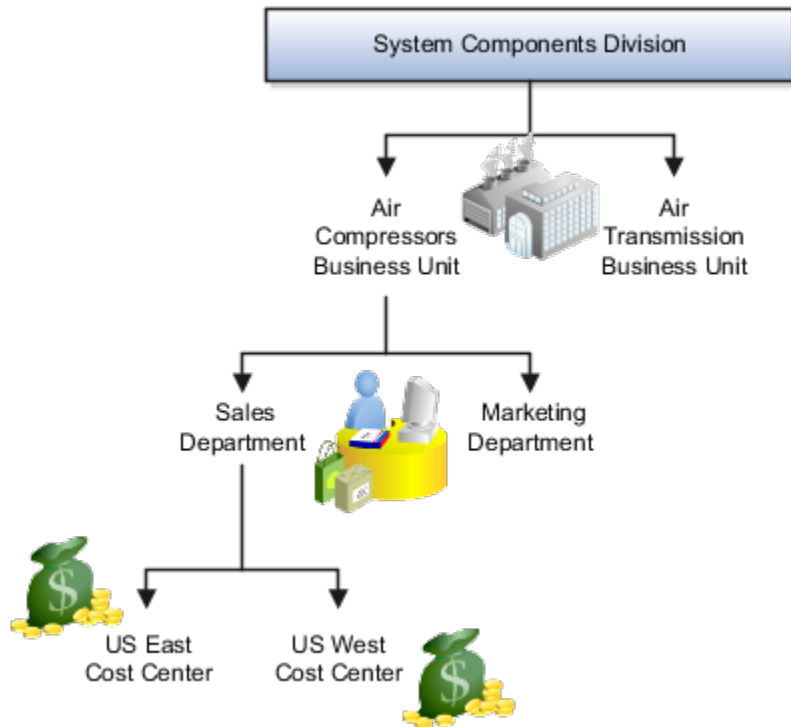 System Components Division
Air
Compressors
Business Unit
Air
Transmission
Business Unit
Sales
Department
Marketing
Department
US East
Cost Center
US West
Cost Center
$
$